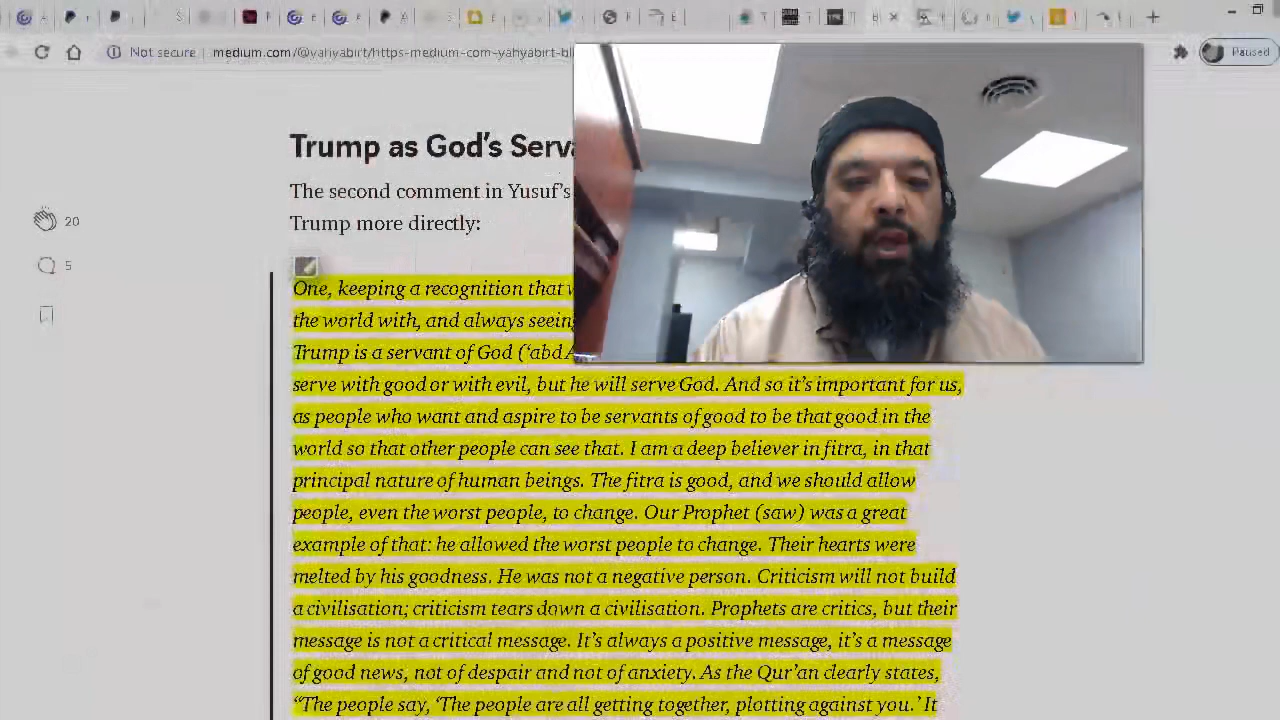 Not secure
medium.com/@yahyabirt/https-medium-com-yahyabirt-bl
Paused
Trump as God's Serva
The second comment in Yusuf's
Trump more directly:
20
5
One, keeping a recognition that w
the world with, and always seeing
Trump is a servant of God ('abd A
serve with good or with evil, but he will serve God. And so it's important for us,
as people who want and aspire to be servants of good to be that good in the
world so that other people can see that. I am a deep believer in fitra, in that
principal nature of human beings. The fitra is good, and we should allow
people, even the worst people, to change. Our Prophet (saw) was a great
example of that: he allowed the worst people to change. Their hearts were
melted by his goodness. He was not a negative person. Criticism will not build
a civilisation; criticism tears down a civilisation. Prophets are critics, but their
message is not a critical message. It's always a positive message, it's a message
of good news, not of despair and not of anxiety. As the Qur'an clearly states,
"The people say, 'The people are all getting together, plotting against you.' It